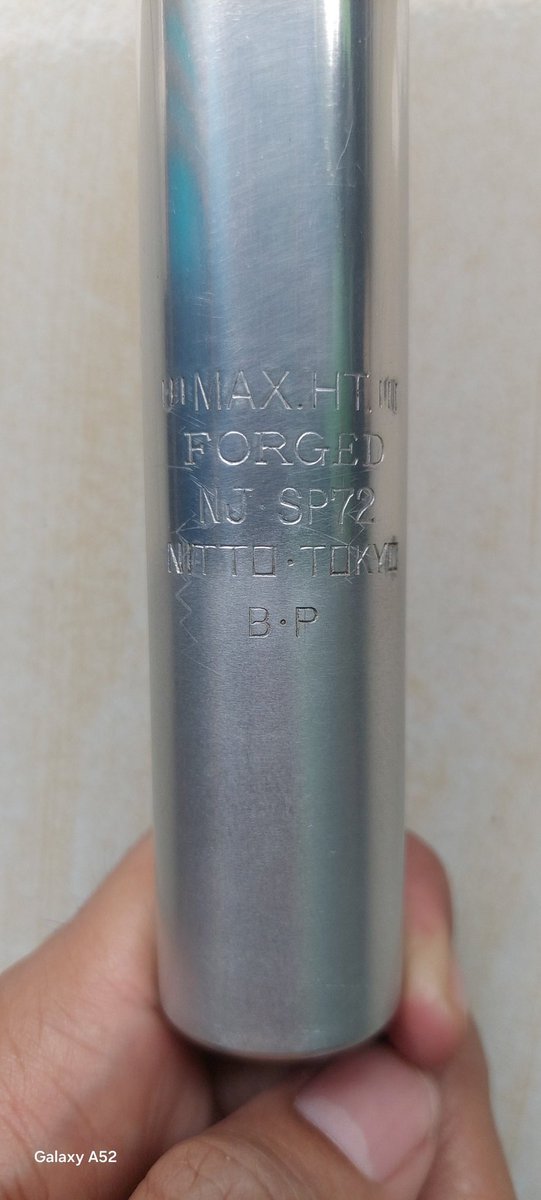 MAX.HT.
FORGED
NJ·SP72
NITTO·TOKYO
B·P
Galaxy A52